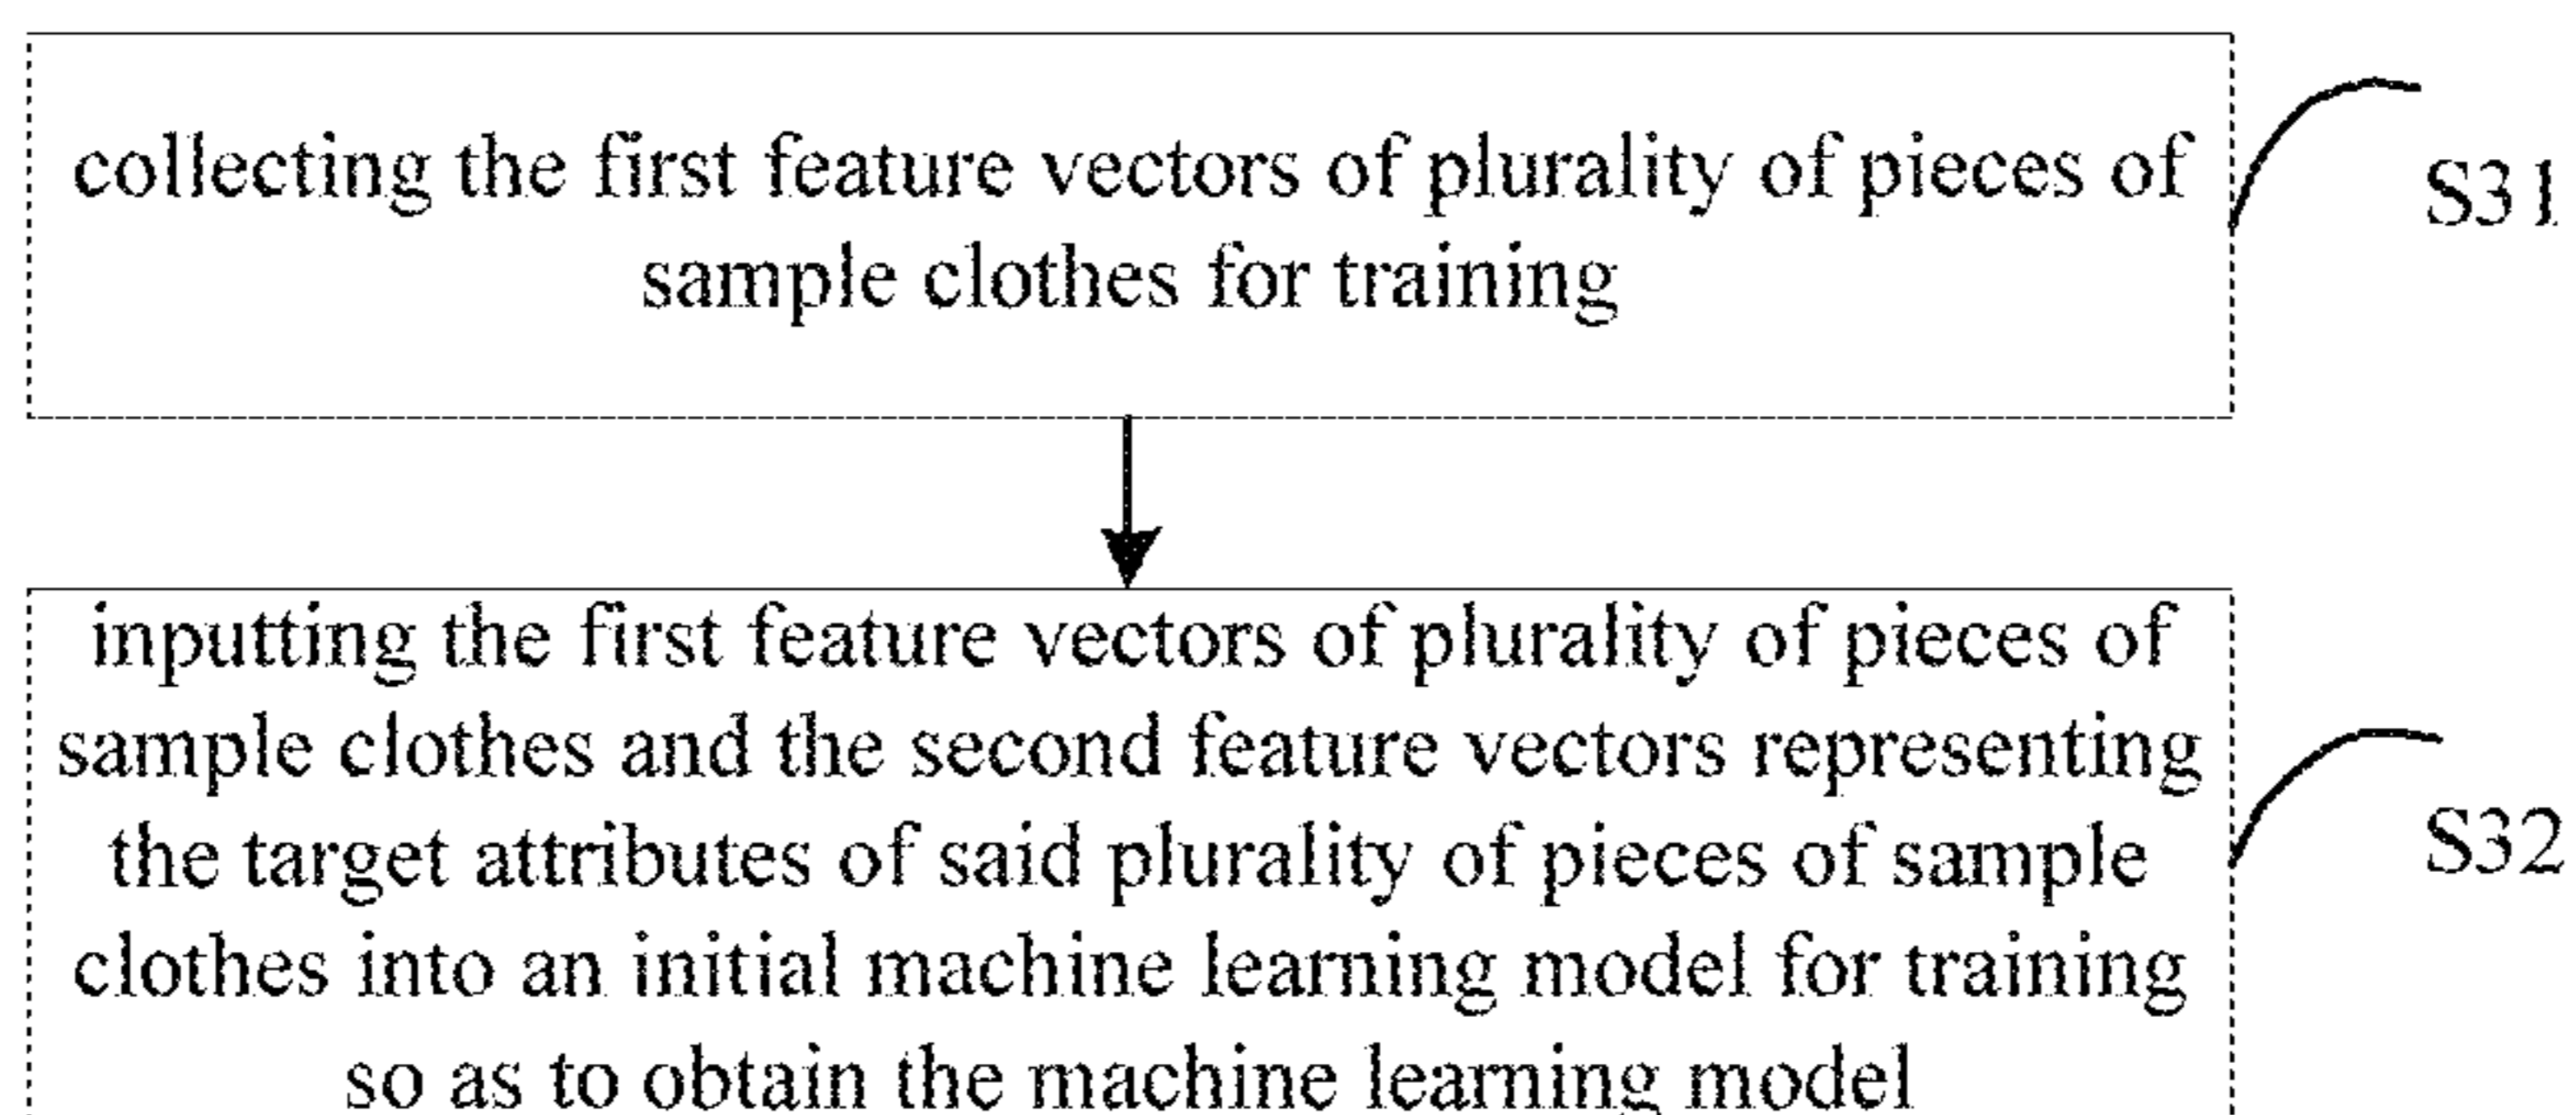 collecting the first feature vectors of plurality of pieces of
sample clothes for training
S31
inputting the first feature vectors of plurality of pieces of
sample clothes and the second feature vectors representing
the target attributes of said plurality of pieces of sample
clothes into an initial machine learning model for training
so as to obtain the machine learning model
S32